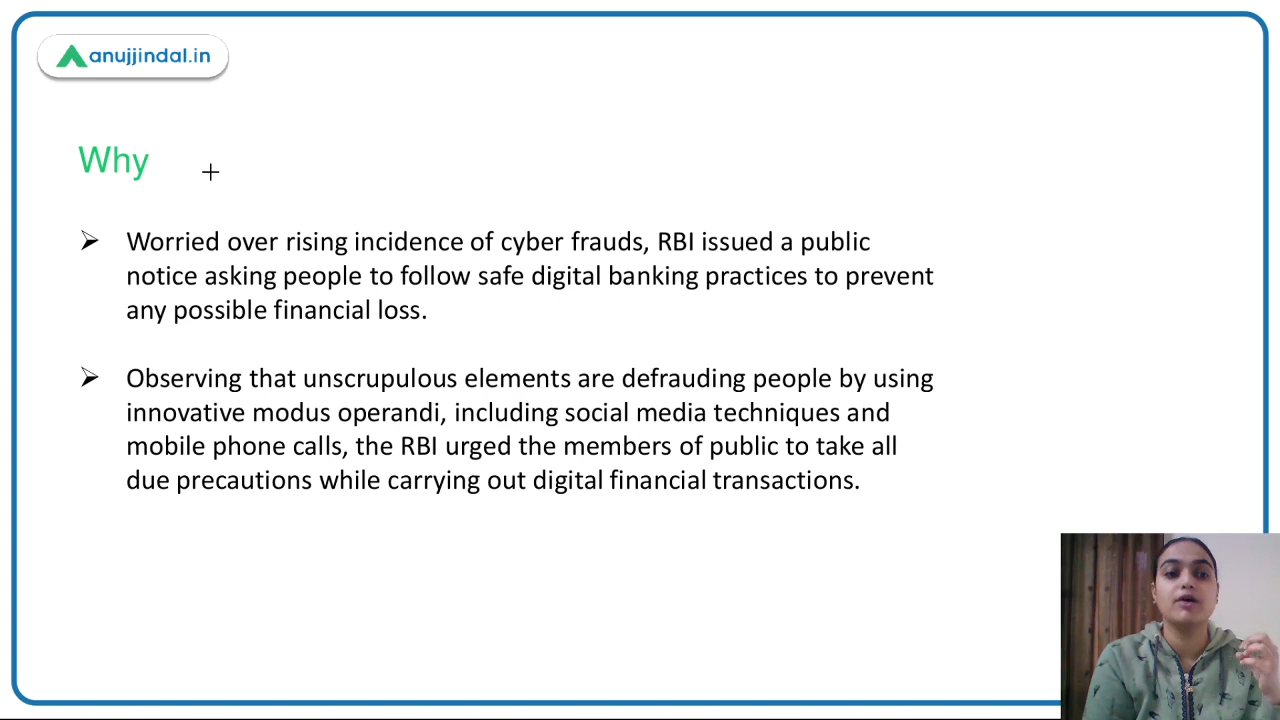 anujjindal.in
Why
Worried over rising incidence of cyber frauds, RBI issued a public
notice asking people to follow safe digital banking practices to prevent
any possible financial loss.
Observing that unscrupulous elements are defrauding people by using
innovative modus operandi, including social media techniques and
mobile phone calls, the RBI urged the members of public to take all
due precautions while carrying out digital financial transactions.